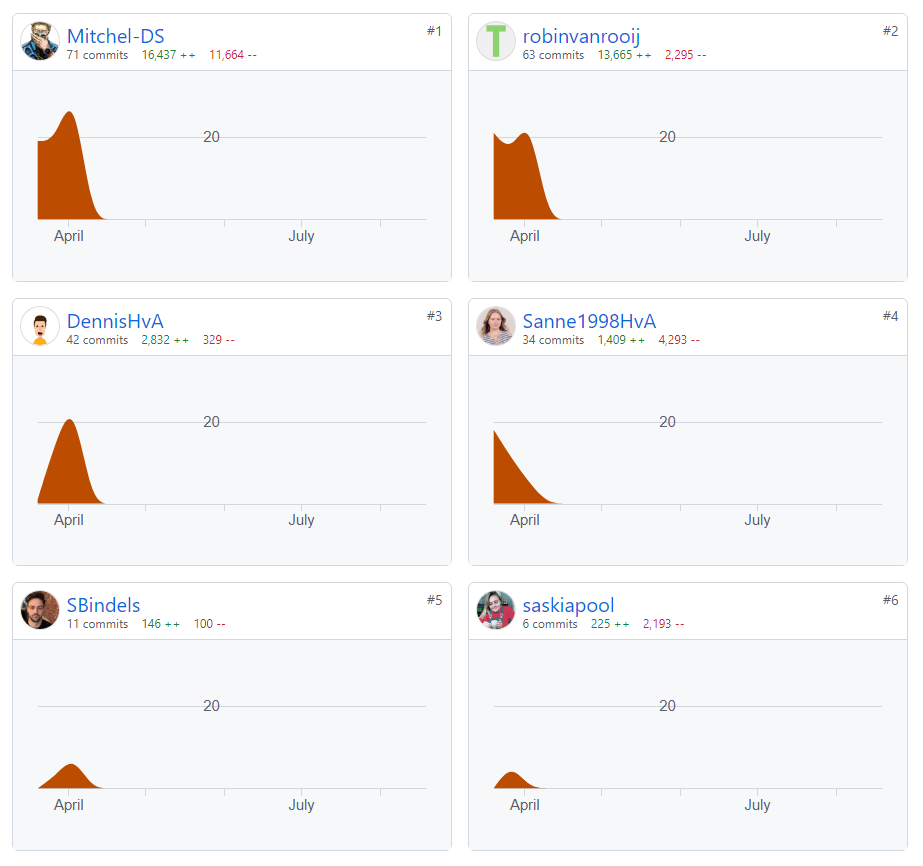 Mitchel-DS #1
71 commits 16,437 ++ 11,664 --
20
April July
robinvanrooij #2
63 commits 13,665 ++ 2,295 --
20
April July
DennisHvA #3
42 commits 2,832 ++ 329 --
20
April July
Sanne1998HvA #4
34 commits 1,409 ++ 4,293 --
20
April July
SBindels #5
11 commits 146 ++ 100 --
20
April July
saskiapool #6
6 commits 225 ++ 2,193 --
20
April July